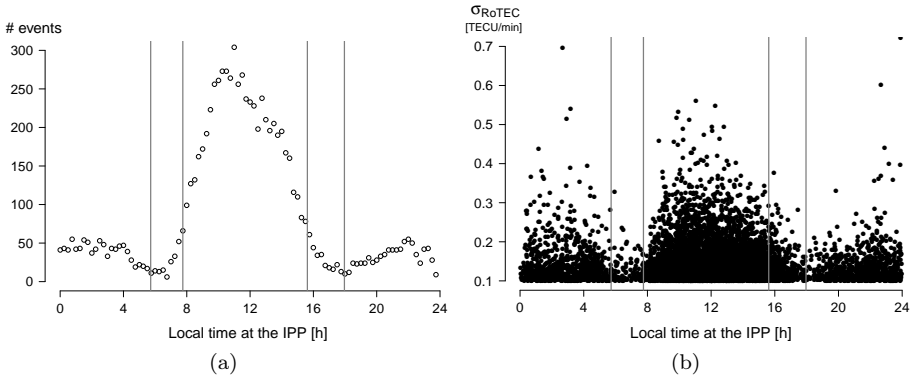 # events
300
250
200
150
100
50
0
0 4 8 12 16 20 24
Local time at the IPP [h]
(a)
σRoTEC
[TECU/min]
0.7
0.6
0.5
0.4
0.3
0.2
0.1
0 4 8 12 16 20 24
Local time at the IPP [h]
(b)